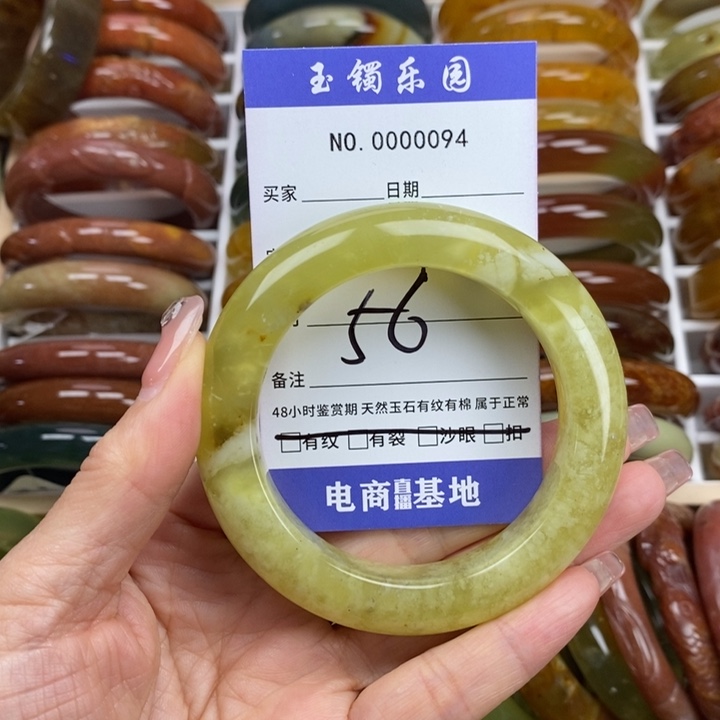 玉镯乐园
NO.0000094
买家 日期
56
备注
48小时鉴赏期 天然玉石有纹有棉 属于正常
□有纹 □有裂 □沙眼 □扣
电商直播基地